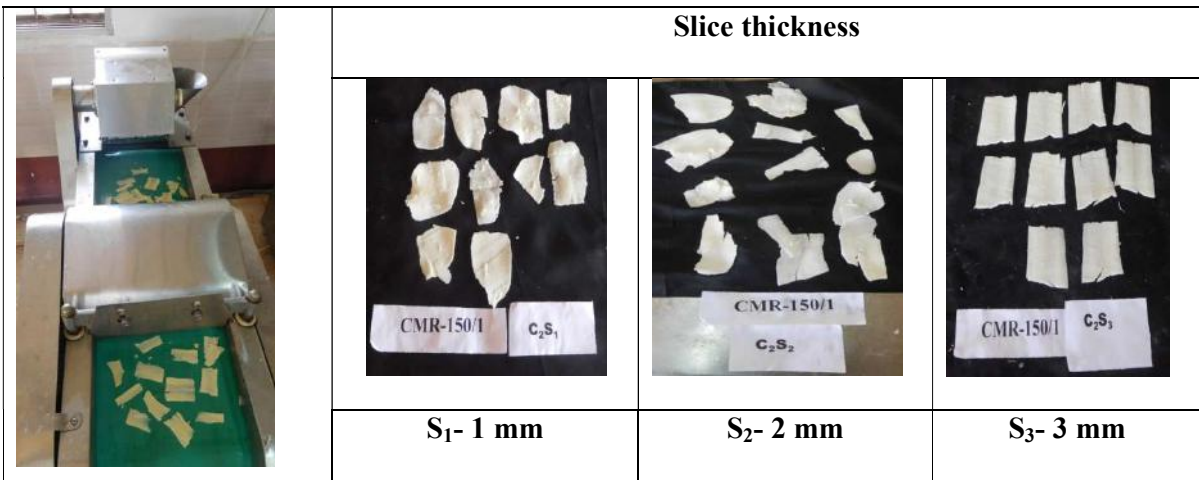 Slice thickness
CMR-150/1
C₂S₁
CMR-150/1
C₂S₂
CMR-150/1
C₂S₃
S₁- 1 mm
S₂- 2 mm
S₃- 3 mm